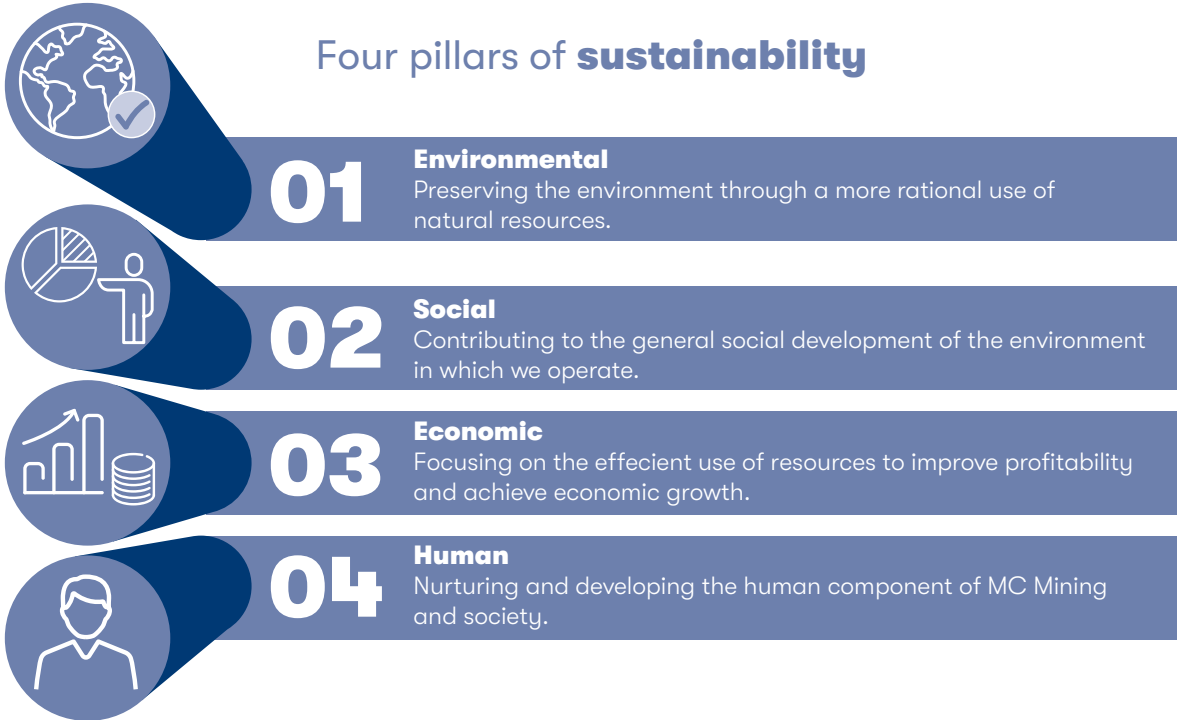 Four pillars of sustainability
01
Environmental
Preserving the environment through a more rational use of
natural resources.
02
Social
Contributing to the general social development of the environment
in which we operate.
03
Economic
Focusing on the effecient use of resources to improve profitability
and achieve economic growth.
04
Human
Nurturing and developing the human component of MC Mining
and society.